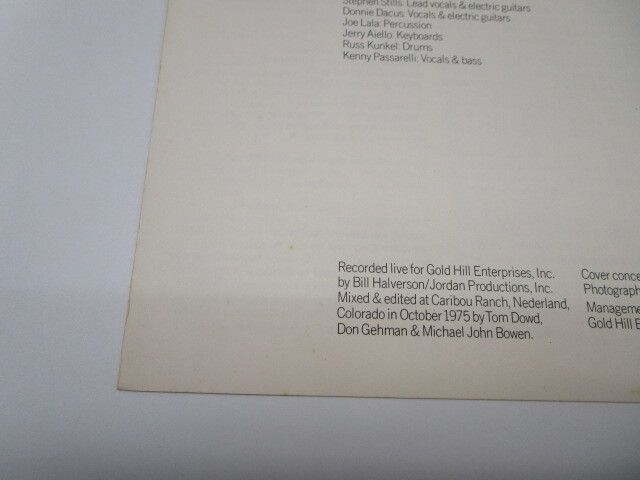 Stephen Stills: Lead vocals & electric guitars
Donnie Dacus: Vocals & electric guitars
Joe Lala: Percussion
Jerry Aiello: Keyboards
Russ Kunkel: Drums
Kenny Passarelli: Vocals & bass
Recorded live for Gold Hill Enterprises, Inc.
by Bill Halverson/Jordan Productions, Inc.
Mixed & edited at Caribou Ranch, Nederland,
Colorado in October 1975 by Tom Dowd,
Don Gehman & Michael John Bowen.
Cover conce
Photograph
Manageme
Gold Hill E